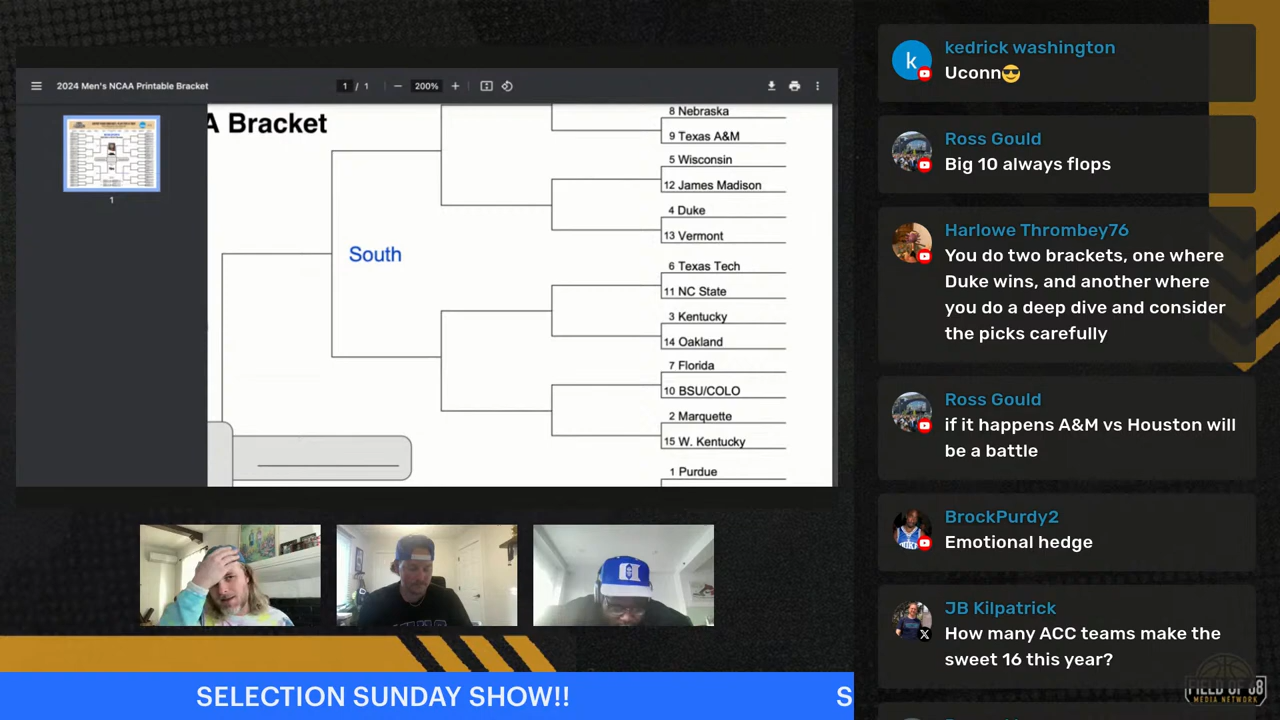 2024 Men's NCAA Printable Bracket
1 / 1
200%
1
A Bracket
South
8 Nebraska
9 Texas A&M
5 Wisconsin
12 James Madison
4 Duke
13 Vermont
6 Texas Tech
11 NC State
3 Kentucky
14 Oakland
7 Florida
10 BSU/COLO
2 Marquette
15 W. Kentucky
1 Purdue
SELECTION SUNDAY SHOW!!
S
k
kedrick washington
Uconn😎
Ross Gould
Big 10 always flops
Harlowe Thrombey76
You do two brackets, one where
Duke wins, and another where
you do a deep dive and consider
the picks carefully
Ross Gould
if it happens A&M vs Houston will
be a battle
BrockPurdy2
Emotional hedge
JB Kilpatrick
How many ACC teams make the
sweet 16 this year?
FIELD OF 68
MEDIA NETWORK